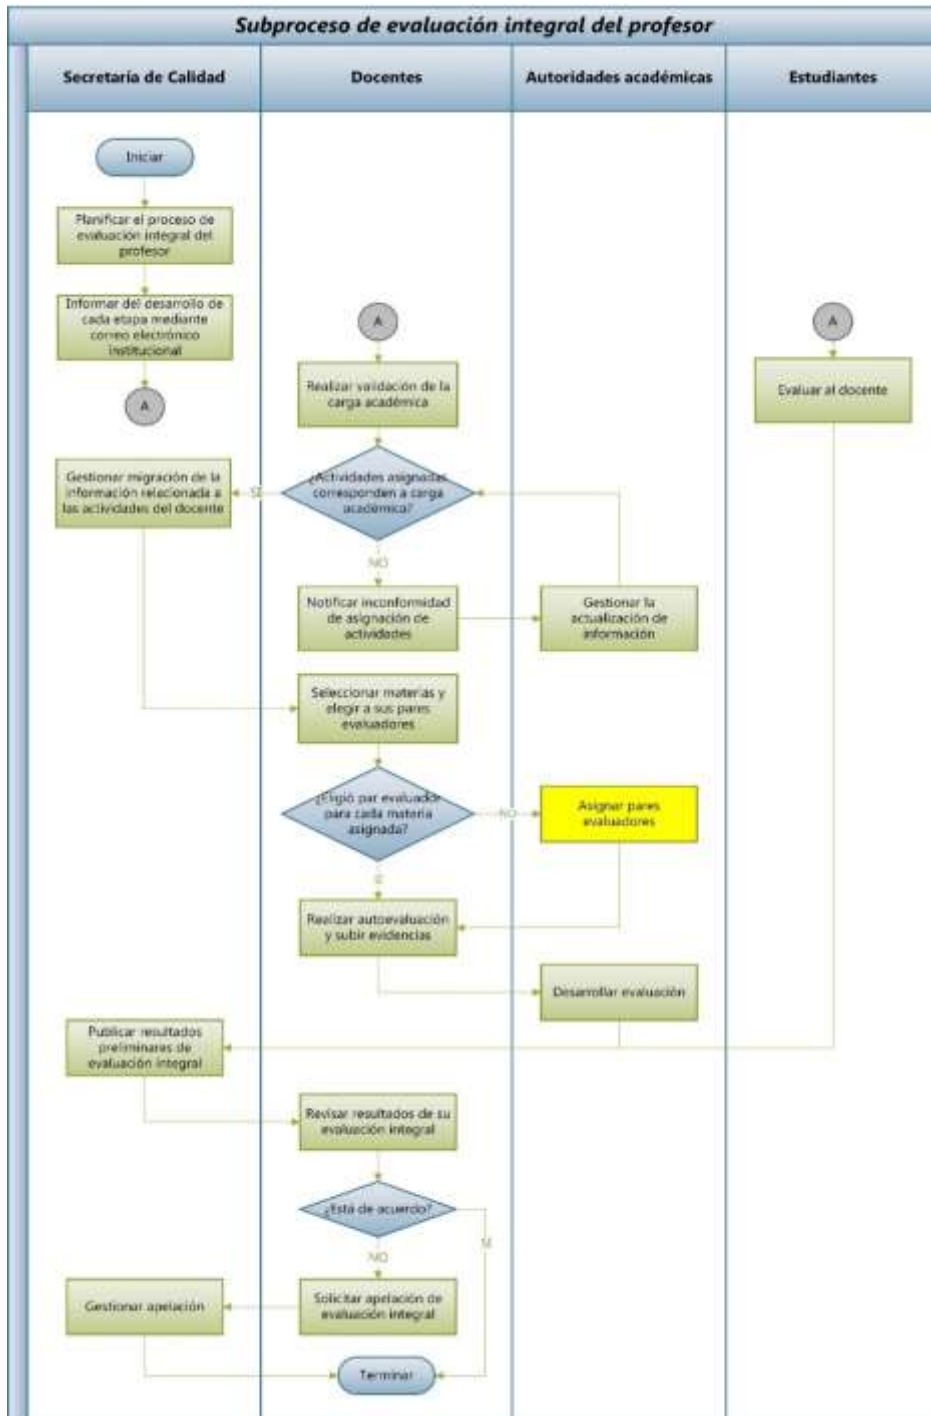 Subproceso de evaluación integral del profesor
Secretaría de Calidad
Docentes
Autoridades académicas
Estudiantes
Iniciar
Planificar el proceso de
evaluación integral del
profesor
Informar del desarrollo de
cada etapa mediante
correo electrónico
institucional
A
A
A
Realizar validación de la
carga académica
Evaluar al docente
¿Actividades asignadas
corresponden a carga
académica?
SI
Gestionar migración de la
información relacionada a
las actividades del docente
NO
Notificar inconformidad
de asignación de
actividades
Gestionar la
actualización de
información
Seleccionar materias y
elegir a sus pares
evaluadores
¿Eligió par evaluador
para cada materia
asignada?
NO
Asignar pares
evaluadores
SI
Realizar autoevaluación
y subir evidencias
Desarrollar evaluación
Publicar resultados
preliminares de
evaluación integral
Revisar resultados de su
evaluación integral
¿Está de acuerdo?
SI
NO
Solicitar apelación de
evaluación integral
Gestionar apelación
Terminar